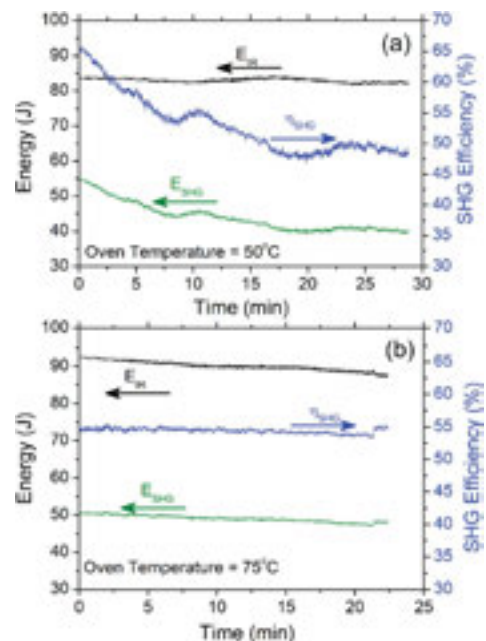 (a)
E_IR
η_SHG
E_SHG
Oven Temperature = 50°C
Energy (J)
SHG Efficiency (%)
100
90
80
70
60
50
40
30
70
65
60
55
50
45
40
35
30
0 5 10 15 20 25 30
Time (min)
(b)
E_IR
η_SHG
E_SHG
Oven Temperature = 75°C
Energy (J)
SHG Efficiency (%)
100
90
80
70
60
50
40
30
70
65
60
55
50
45
40
35
30
0 5 10 15 20 25
Time (min)